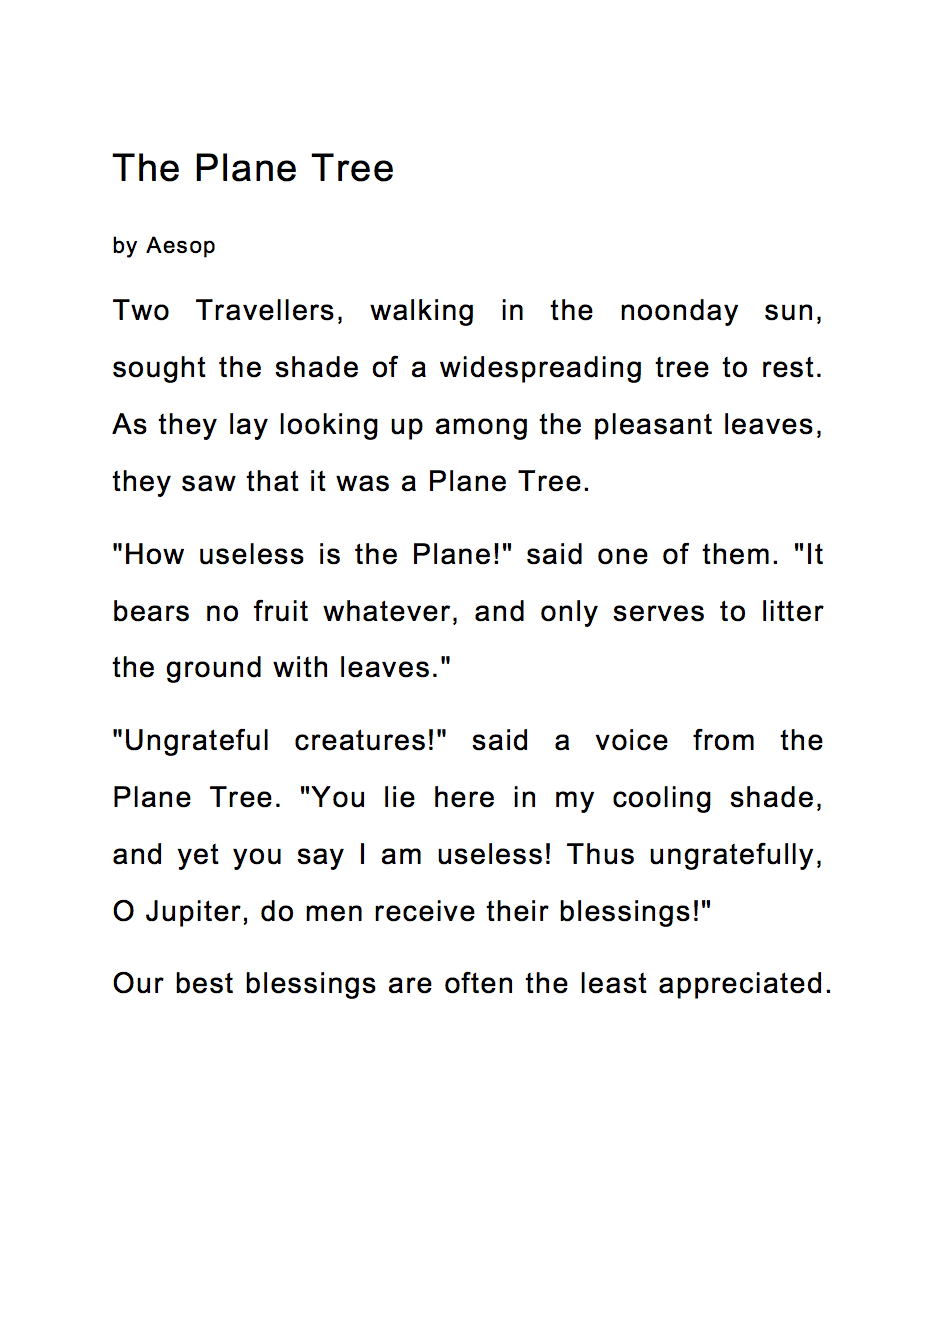 The Plane Tree
by Aesop
Two Travellers, walking in the noonday sun,
sought the shade of a widespreading tree to rest.
As they lay looking up among the pleasant leaves,
they saw that it was a Plane Tree.
"How useless is the Plane!" said one of them. "It
bears no fruit whatever, and only serves to litter
the ground with leaves."
"Ungrateful creatures!" said a voice from the
Plane Tree. "You lie here in my cooling shade,
and yet you say I am useless! Thus ungratefully,
O Jupiter, do men receive their blessings!"
Our best blessings are often the least appreciated.